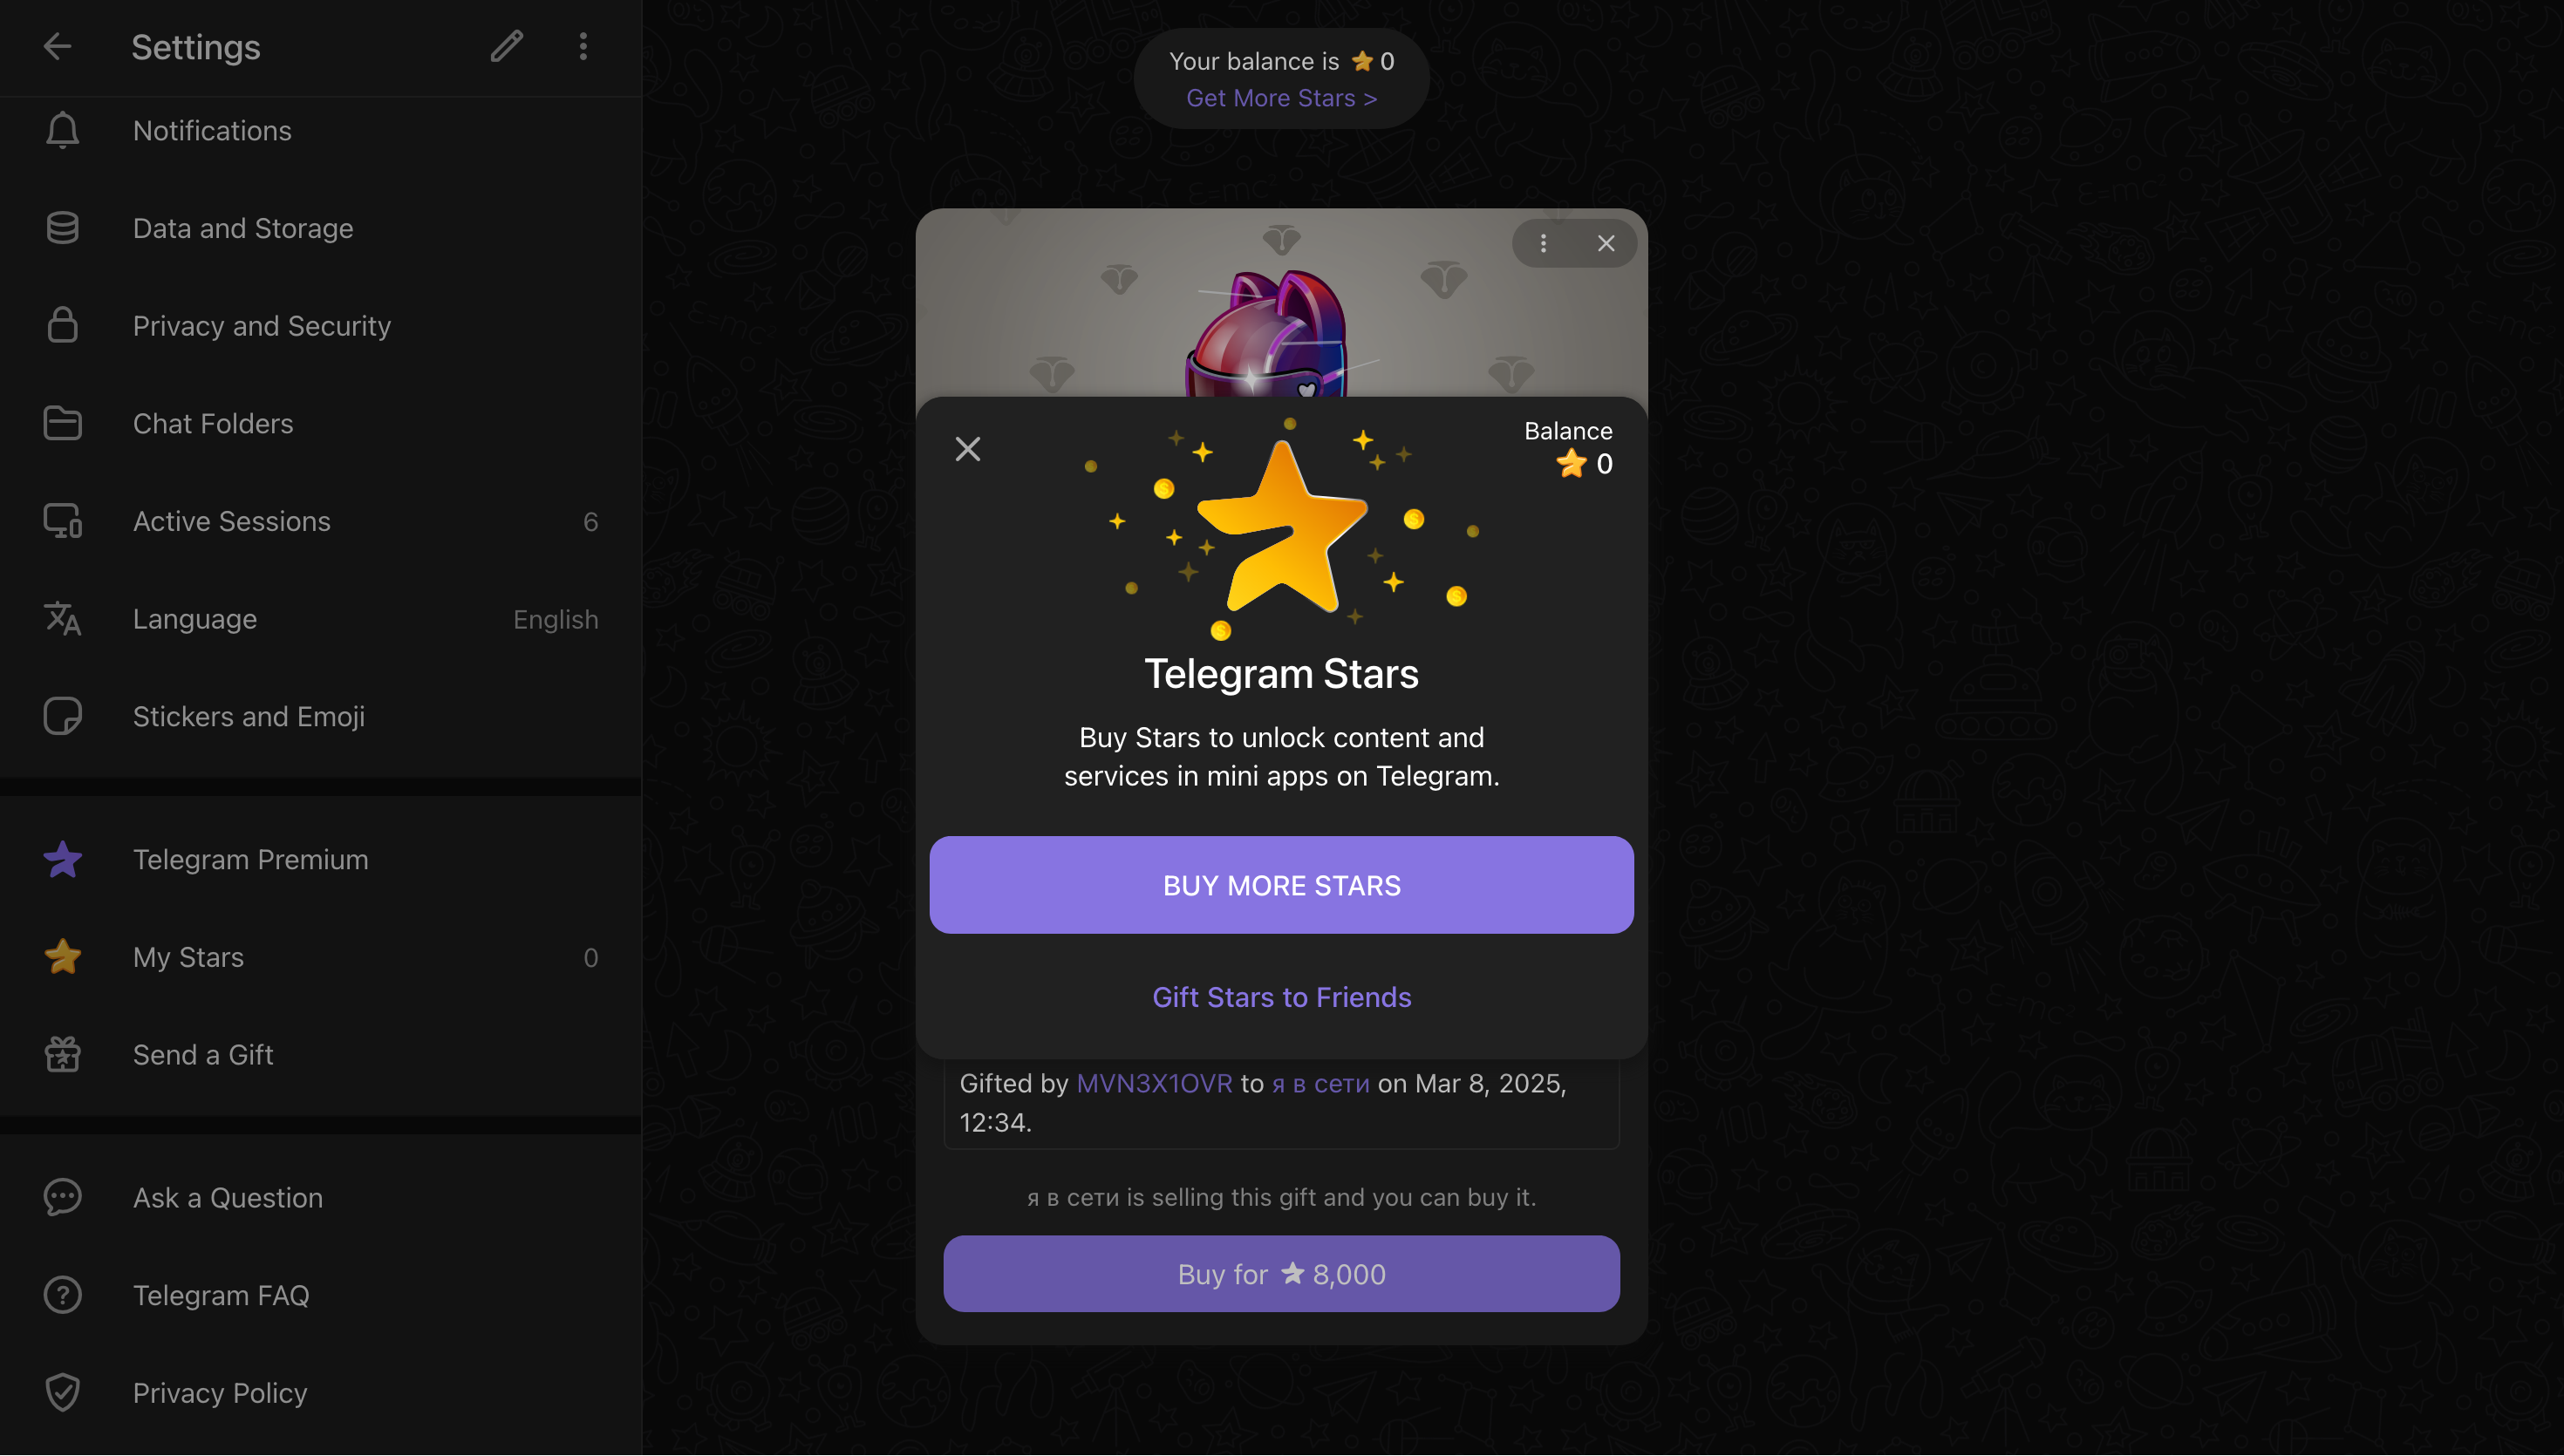 Settings
Notifications
Data and Storage
Privacy and Security
Chat Folders
Active Sessions 6
Language English
Stickers and Emoji
Telegram Premium
My Stars 0
Send a Gift
Ask a Question
Telegram FAQ
Privacy Policy
Your balance is 0
Get More Stars >
Balance
0
Telegram Stars
Buy Stars to unlock content and
services in mini apps on Telegram.
BUY MORE STARS
Gift Stars to Friends
Gifted by MVN3X1OVR to я в сети on Mar 8, 2025,
12:34.
я в сети is selling this gift and you can buy it.
Buy for 8,000